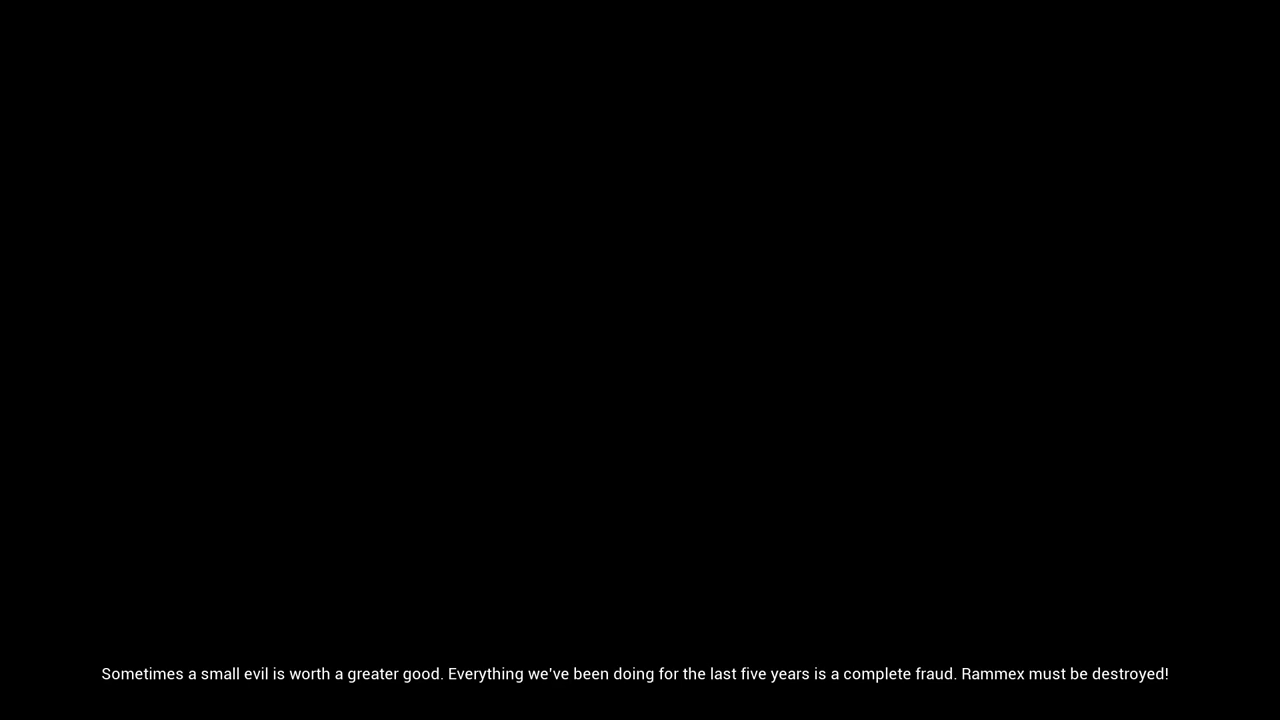 Sometimes a small evil is worth a greater good. Everything we've been doing for the last five years is a complete fraud. Rammex must be destroyed!